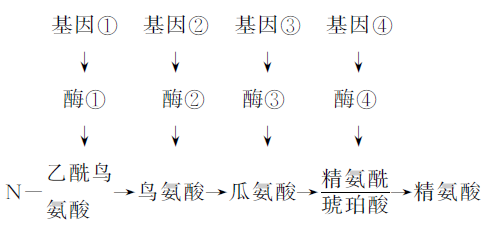 基因① 基因② 基因③ 基因④
↓ ↓ ↓ ↓
酶① 酶② 酶③ 酶④
↓ ↓ ↓ ↓
N—乙酰鸟氨酸→鸟氨酸→瓜氨酸→精氨酰琥珀酸→精氨酸